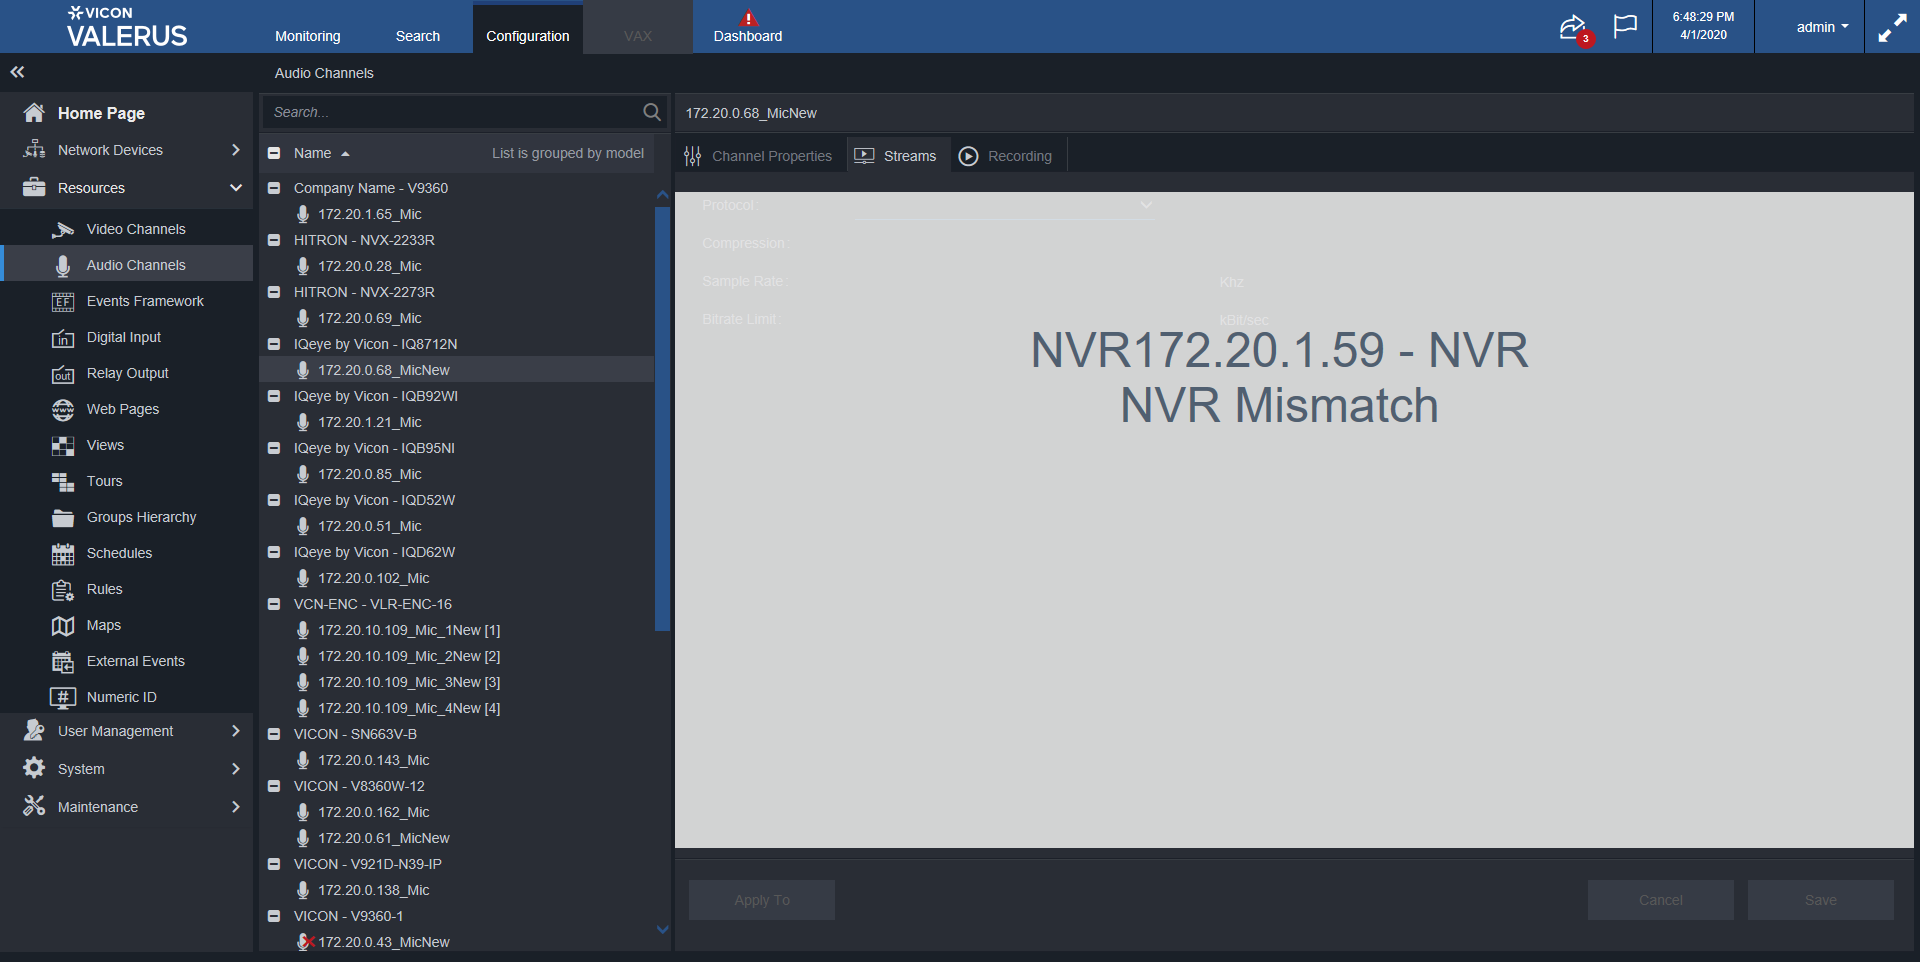 VICON
VALERUS
Monitoring
Search
Configuration
VAX
Dashboard
3
6:48:29 PM
4/1/2020
admin
Audio Channels
Home Page
Network Devices
Resources
Video Channels
Audio Channels
EF
Events Framework
in
Digital Input
out
Relay Output
www
Web Pages
Views
Tours
Groups Hierarchy
Schedules
Rules
Maps
External Events
#
Numeric ID
User Management
System
Maintenance
Search...
Name
List is grouped by model
Company Name - V9360
172.20.1.65_Mic
HITRON - NVX-2233R
172.20.0.28_Mic
HITRON - NVX-2273R
172.20.0.69_Mic
IQeye by Vicon - IQ8712N
172.20.0.68_MicNew
IQeye by Vicon - IQB92WI
172.20.1.21_Mic
IQeye by Vicon - IQB95NI
172.20.0.85_Mic
IQeye by Vicon - IQD52W
172.20.0.51_Mic
IQeye by Vicon - IQD62W
172.20.0.102_Mic
VCN-ENC - VLR-ENC-16
172.20.10.109_Mic_1New [1]
172.20.10.109_Mic_2New [2]
172.20.10.109_Mic_3New [3]
172.20.10.109_Mic_4New [4]
VICON - SN663V-B
172.20.0.143_Mic
VICON - V8360W-12
172.20.0.162_Mic
172.20.0.61_MicNew
VICON - V921D-N39-IP
172.20.0.138_Mic
VICON - V9360-1
172.20.0.43_MicNew
172.20.0.68_MicNew
Channel Properties
Streams
Recording
Protocol:
Compression:
Sample Rate:
Khz
Bitrate Limit:
kBit/sec
NVR172.20.1.59 - NVR
NVR Mismatch
Apply To
Cancel
Save